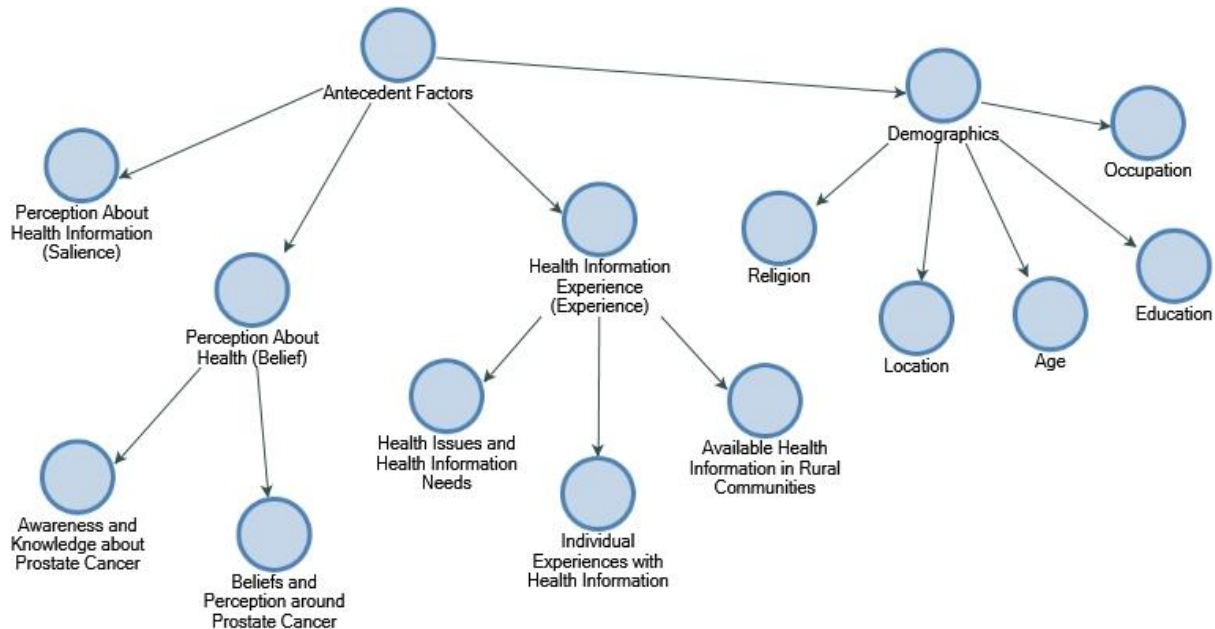 Antecedent Factors
Demographics
Occupation
Perception About
Health Information
(Salience)
Health Information
Experience
(Experience)
Religion
Education
Perception About
Health (Belief)
Location
Age
Health Issues and
Health Information
Needs
Available Health
Information in Rural
Communities
Awareness and
Knowledge about
Prostate Cancer
Individual
Experiences with
Health Information
Beliefs and
Perception around
Prostate Cancer